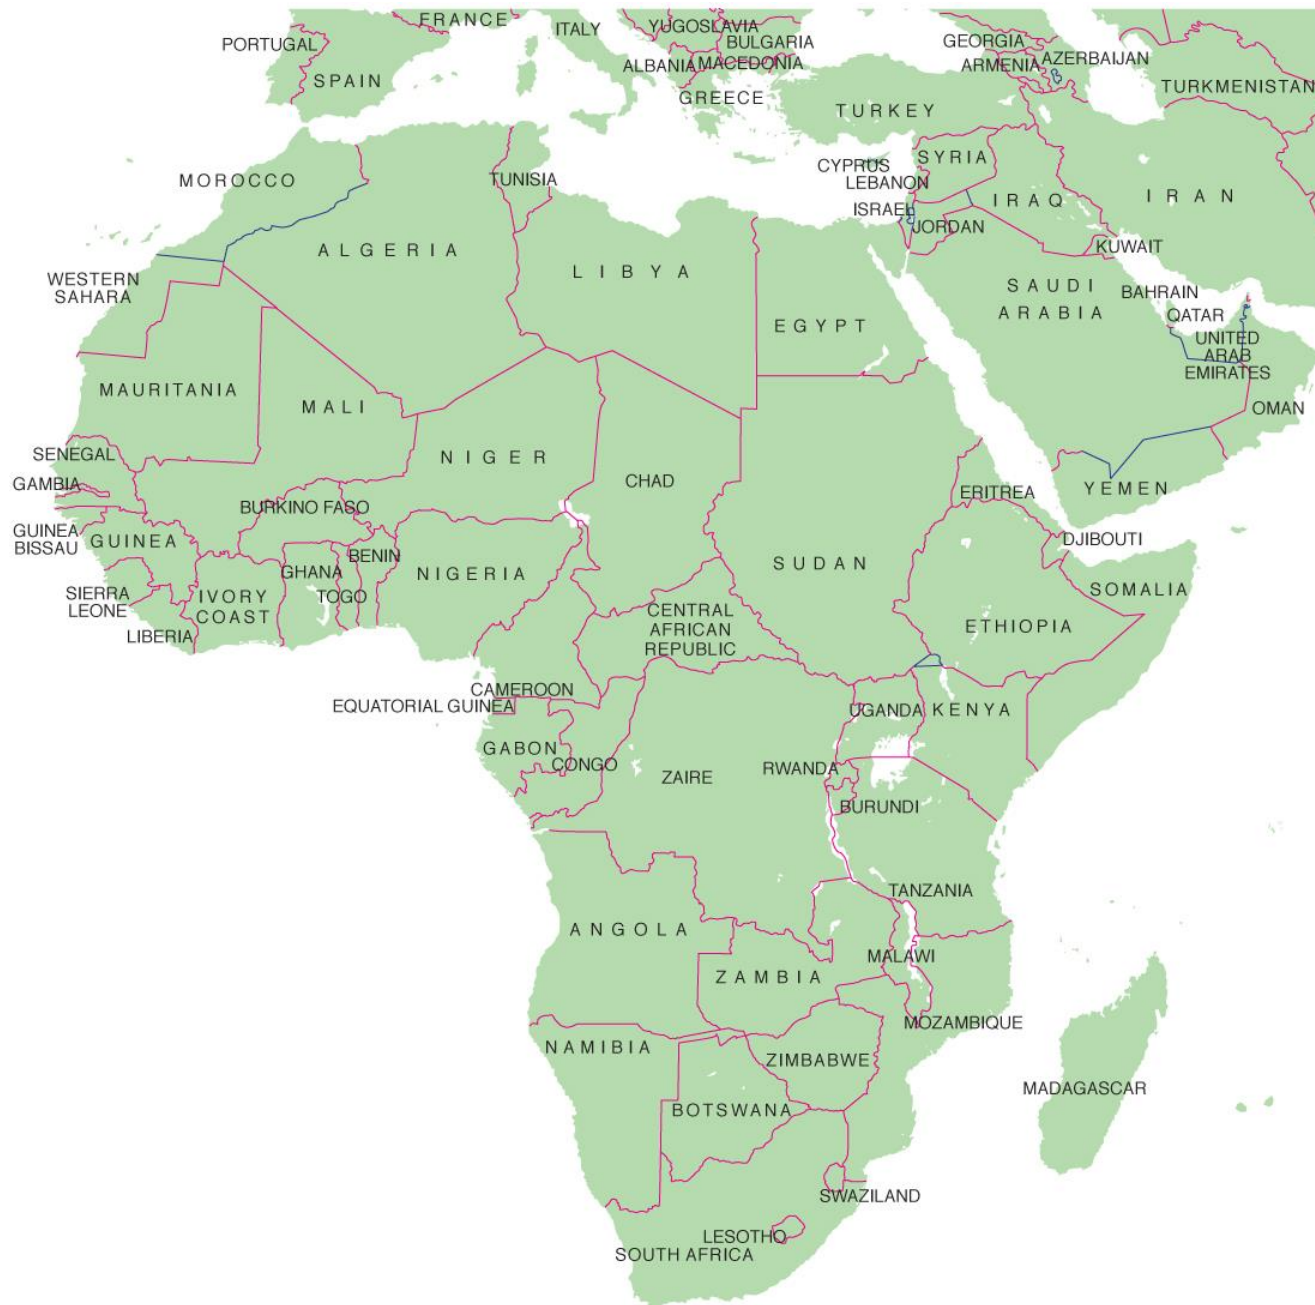 FRANCE
ITALY
YUGOSLAVIA
BULGARIA
PORTUGAL
SPAIN
ALBANIA
MACEDONIA
GREECE
GEORGIA
ARMENIA
AZERBAIJAN
TURKMENISTAN
TURKEY
CYPRUS
SYRIA
LEBANON
ISRAEL
JORDAN
IRAQ
IRAN
KUWAIT
MOROCCO
TUNISIA
ALGERIA
LIBYA
EGYPT
WESTERN
SAHARA
SAUDI
ARABIA
BAHRAIN
QATAR
UNITED
ARAB
EMIRATES
OMAN
YEMEN
MAURITANIA
MALI
NIGER
CHAD
SUDAN
ERITREA
DJIBOUTI
SOMALIA
ETHIOPIA
SENEGAL
GAMBIA
GUINEA
BISSAU
GUINEA
BURKINO FASO
BENIN
GHANA
TOGO
NIGERIA
SIERRA
LEONE
IVORY
COAST
LIBERIA
CENTRAL
AFRICAN
REPUBLIC
CAMEROON
EQUATORIAL GUINEA
GABON
CONGO
ZAIRE
UGANDA
KENYA
RWANDA
BURUNDI
TANZANIA
ANGOLA
ZAMBIA
MALAWI
MOZAMBIQUE
NAMIBIA
ZIMBABWE
BOTSWANA
MADAGASCAR
SWAZILAND
LESOTHO
SOUTH AFRICA